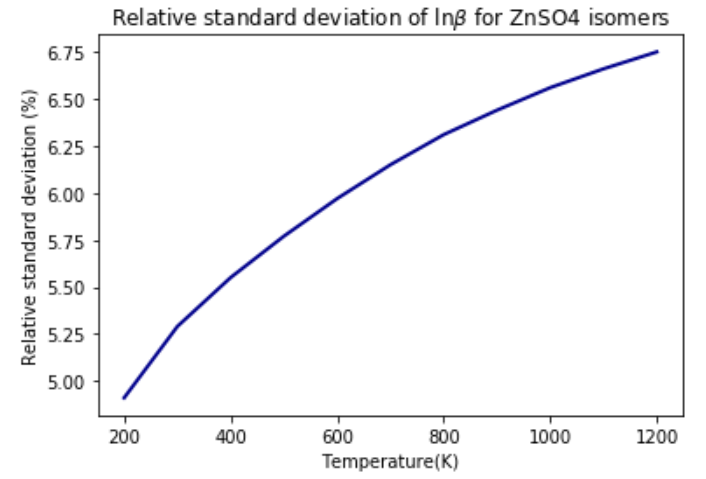 Relative standard deviation of lnβ for ZnSO4 isomers
Relative standard deviation (%)
6.75
6.50
6.25
6.00
5.75
5.50
5.25
5.00
200 400 600 800 1000 1200
Temperature(K)